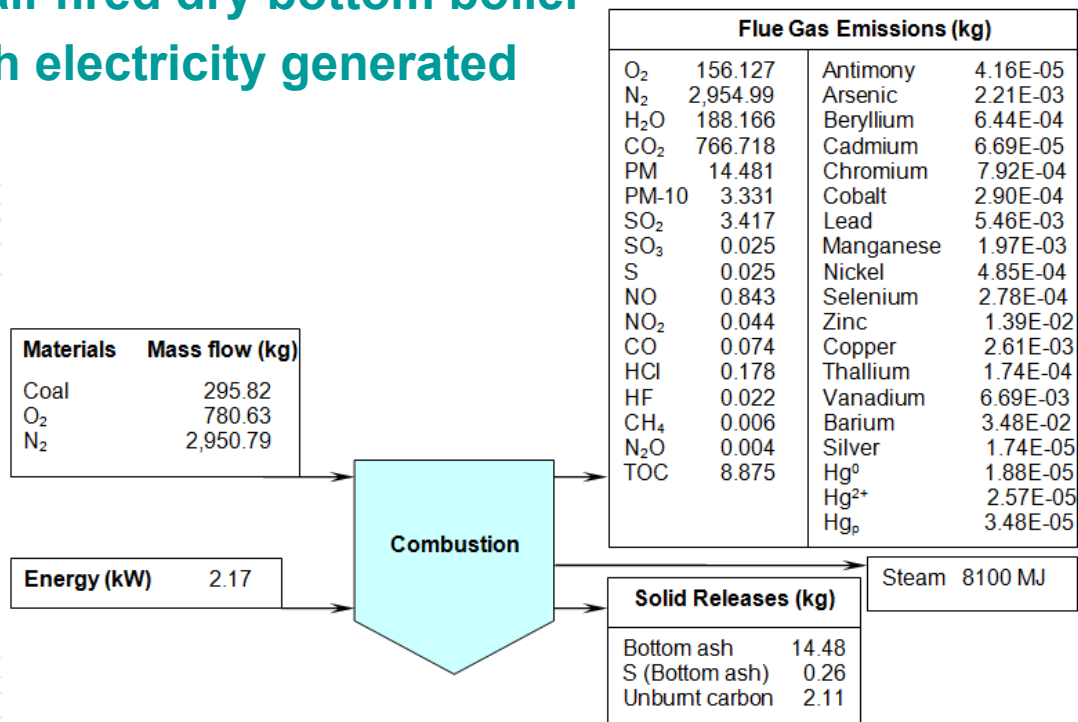 air fired dry bottom boiler
h electricity generated
Flue Gas Emissions (kg)
O₂ 156.127 Antimony 4.16E-05
N₂ 2,954.99 Arsenic 2.21E-03
H₂O 188.166 Beryllium 6.44E-04
CO₂ 766.718 Cadmium 6.69E-05
PM 14.481 Chromium 7.92E-04
PM-10 3.331 Cobalt 2.90E-04
SO₂ 3.417 Lead 5.46E-03
SO₃ 0.025 Manganese 1.97E-03
S 0.025 Nickel 4.85E-04
NO 0.843 Selenium 2.78E-04
NO₂ 0.044 Zinc 1.39E-02
CO 0.074 Copper 2.61E-03
HCl 0.178 Thallium 1.74E-04
HF 0.022 Vanadium 6.69E-03
CH₄ 0.006 Barium 3.48E-02
N₂O 0.004 Silver 1.74E-05
TOC 8.875 Hg⁰ 1.88E-05
Hg²⁺ 2.57E-05
Hgₚ 3.48E-05
Materials Mass flow (kg)
Coal 295.82
O₂ 780.63
N₂ 2,950.79
Combustion
Energy (kW) 2.17
Steam 8100 MJ
Solid Releases (kg)
Bottom ash 14.48
S (Bottom ash) 0.26
Unburnt carbon 2.11